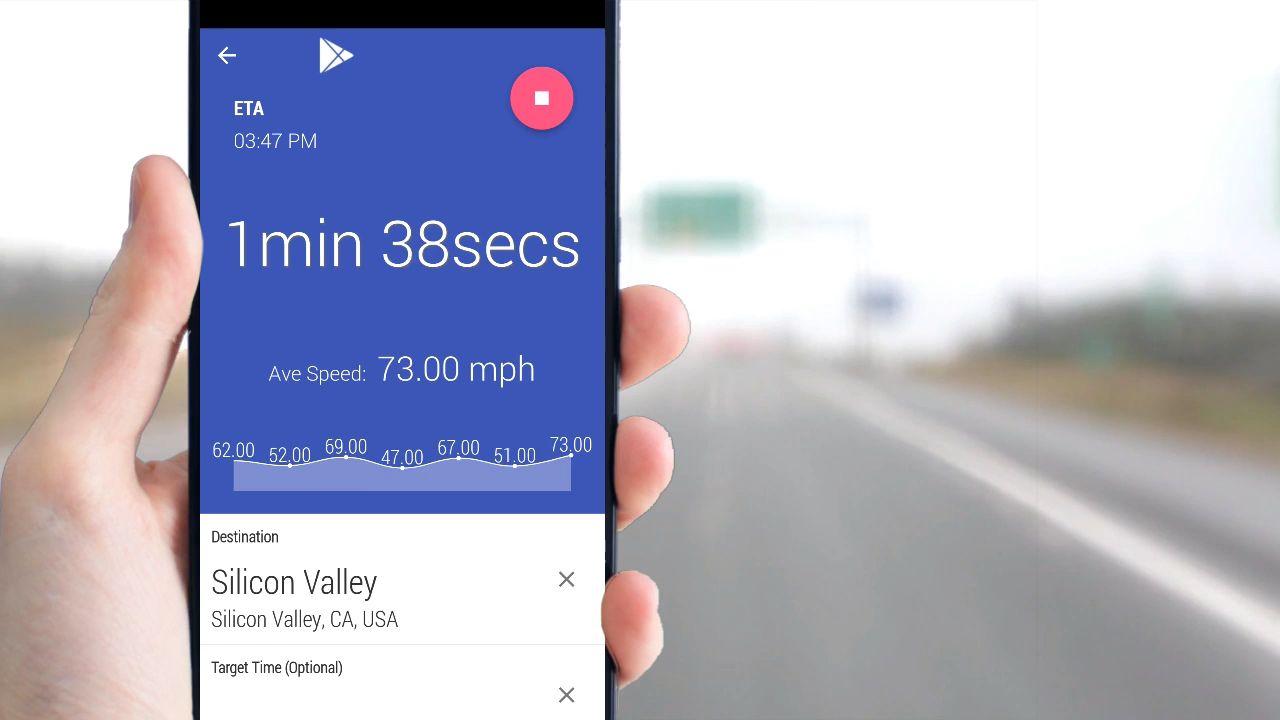 ETA
03:47 PM
1min 38secs
Ave Speed: 73.00 mph
62.00 52.00 69.00 47.00 67.00 51.00 73.00
Destination
Silicon Valley
Silicon Valley, CA, USA
Target Time (Optional)